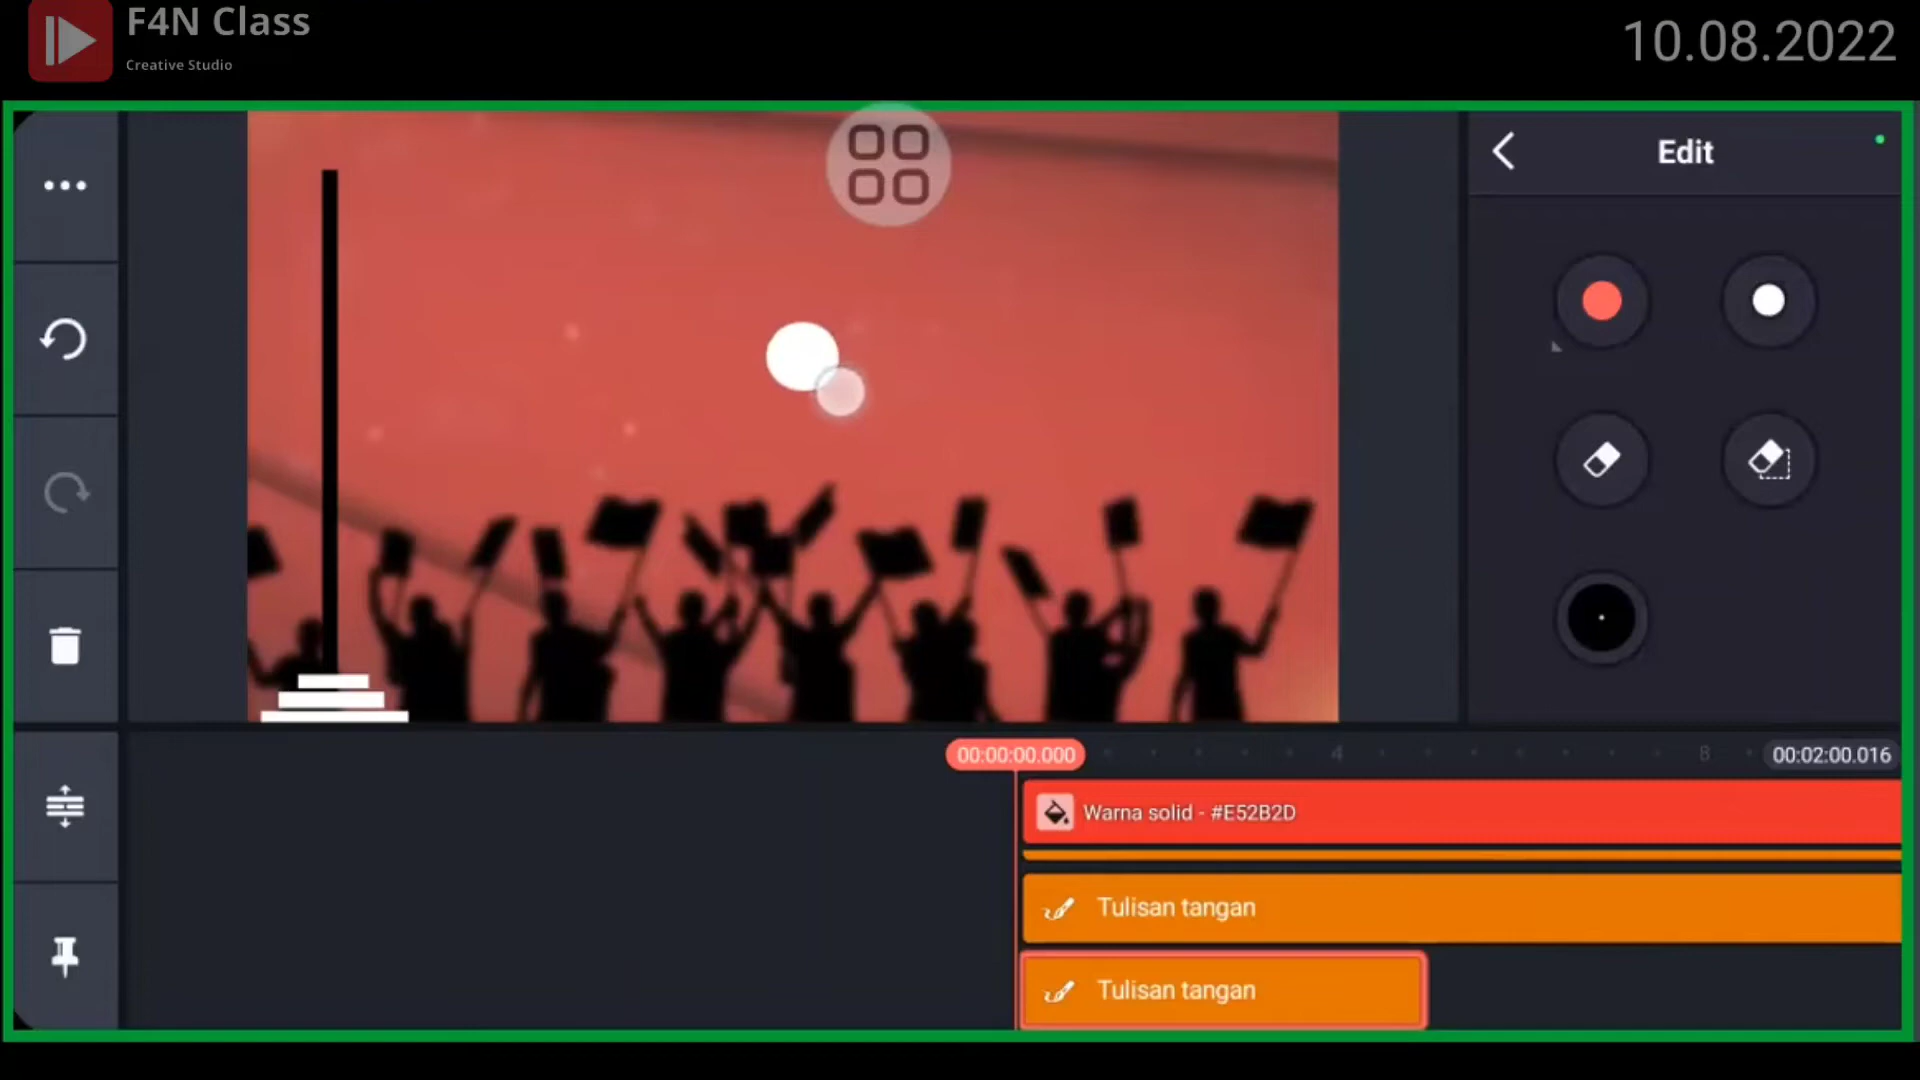 F4N Class
Creative Studio
10.08.2022
Edit
00:00:00.000
4
8
00:02:00.016
Warna solid - #E52B2D
Tulisan tangan
Tulisan tangan